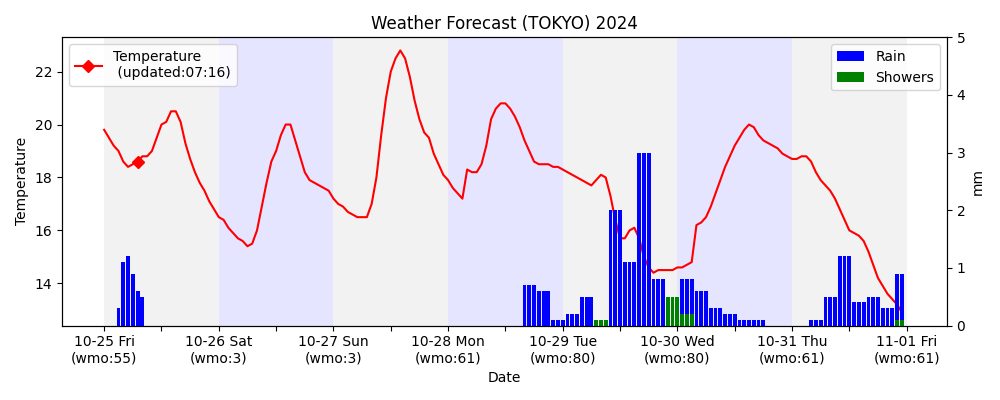 Weather Forecast (TOKYO) 2024
Temperature
(updated:07:16)
Rain
Showers
Temperature
22
20
18
16
14
5
4
3
2
1
0
mm
10-25 Fri
(wmo:55)
10-26 Sat
(wmo:3)
10-27 Sun
(wmo:3)
10-28 Mon
(wmo:61)
10-29 Tue
(wmo:80)
10-30 Wed
(wmo:80)
10-31 Thu
(wmo:61)
11-01 Fri
(wmo:61)
Date